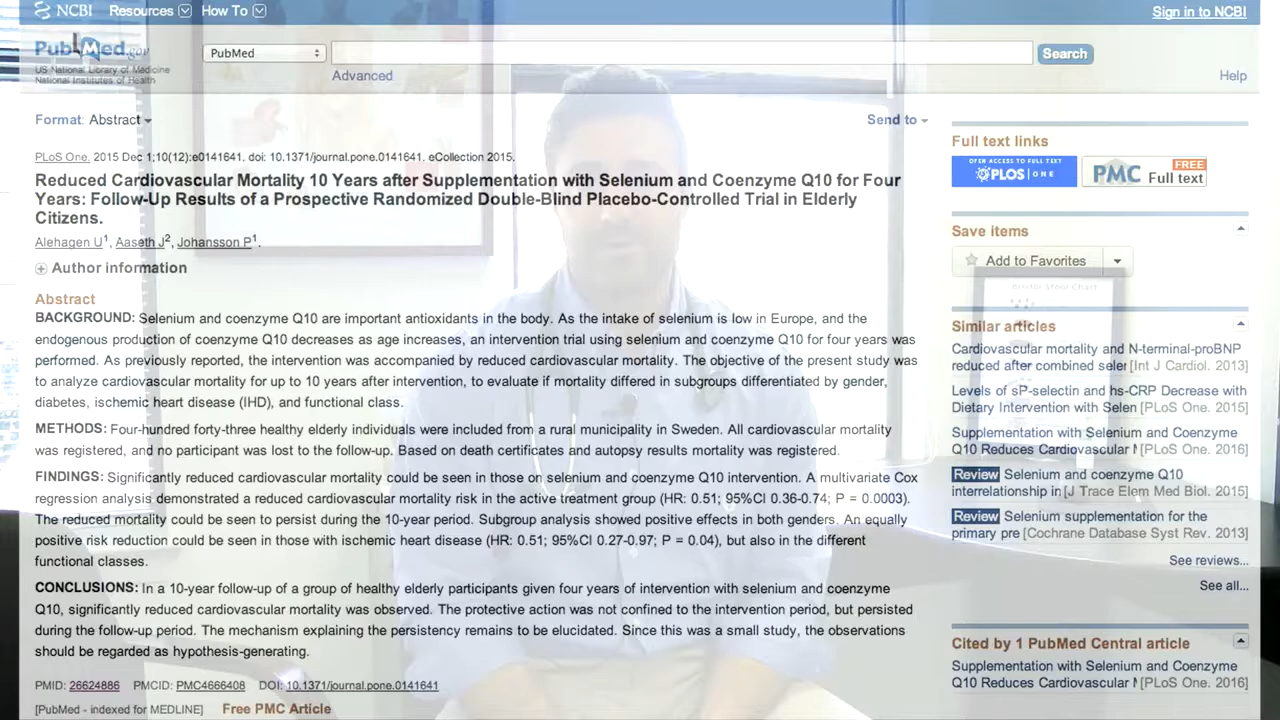 NCBI Resources How To
Sign in to NCBI
PubMed.gov
US National Library of Medicine
National Institutes of Health
PubMed
Search
Advanced
Help
Format: Abstract
Send to
PLoS One. 2015 Dec 1;10(12):e0141641. doi: 10.1371/journal.pone.0141641. eCollection 2015.
Reduced Cardiovascular Mortality 10 Years after Supplementation with Selenium and Coenzyme Q10 for Four
Years: Follow-Up Results of a Prospective Randomized Double-Blind Placebo-Controlled Trial in Elderly
Citizens.
Alehagen U1, Aaseth J2, Johansson P1.
Author information
Abstract
BACKGROUND: Selenium and coenzyme Q10 are important antioxidants in the body. As the intake of selenium is low in Europe, and the
endogenous production of coenzyme Q10 decreases as age increases, an intervention trial using selenium and coenzyme Q10 for four years was
performed. As previously reported, the intervention was accompanied by reduced cardiovascular mortality. The objective of the present study was
to analyze cardiovascular mortality for up to 10 years after intervention, to evaluate if mortality differed in subgroups differentiated by gender,
diabetes, ischemic heart disease (IHD), and functional class.
METHODS: Four-hundred forty-three healthy elderly individuals were included from a rural municipality in Sweden. All cardiovascular mortality
was registered, and no participant was lost to the follow-up. Based on death certificates and autopsy results mortality was registered.
FINDINGS: Significantly reduced cardiovascular mortality could be seen in those on selenium and coenzyme Q10 intervention. A multivariate Cox
regression analysis demonstrated a reduced cardiovascular mortality risk in the active treatment group (HR: 0.51; 95%CI 0.36-0.74; P = 0.0003).
The reduced mortality could be seen to persist during the 10-year period. Subgroup analysis showed positive effects in both genders. An equally
positive risk reduction could be seen in those with ischemic heart disease (HR: 0.51; 95%CI 0.27-0.97; P = 0.04), but also in the different
functional classes.
CONCLUSIONS: In a 10-year follow-up of a group of healthy elderly participants given four years of intervention with selenium and coenzyme
Q10, significantly reduced cardiovascular mortality was observed. The protective action was not confined to the intervention period, but persisted
during the follow-up period. The mechanism explaining the persistency remains to be elucidated. Since this was a small study, the observations
should be regarded as hypothesis-generating.
PMID: 26624886 PMCID: PMC4666408 DOI: 10.1371/journal.pone.0141641
[PubMed - indexed for MEDLINE] Free PMC Article
Full text links
OPEN ACCESS TO FULL TEXT
PLOS ONE
PMC FREE
Full text
Save items
Add to Favorites
Bristol Stool Chart
Similar articles
Cardiovascular mortality and N-terminal-proBNP
reduced after combined seler [Int J Cardiol. 2013]
Levels of sP-selectin and hs-CRP Decrease with
Dietary Intervention with Selen [PLoS One. 2015]
Supplementation with Selenium and Coenzyme
Q10 Reduces Cardiovascular M [PLoS One. 2016]
Review Selenium and coenzyme Q10
interrelationship in [J Trace Elem Med Biol. 2015]
Review Selenium supplementation for the
primary pre [Cochrane Database Syst Rev. 2013]
See reviews...
See all...
Cited by 1 PubMed Central article
Supplementation with Selenium and Coenzyme
Q10 Reduces Cardiovascular M [PLoS One. 2016]